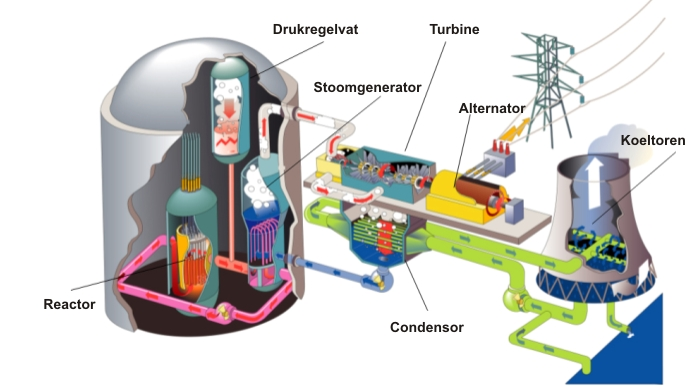 Drukregelvat
Turbine
Stoomgenerator
Alternator
Koeltoren
Reactor
Condensor